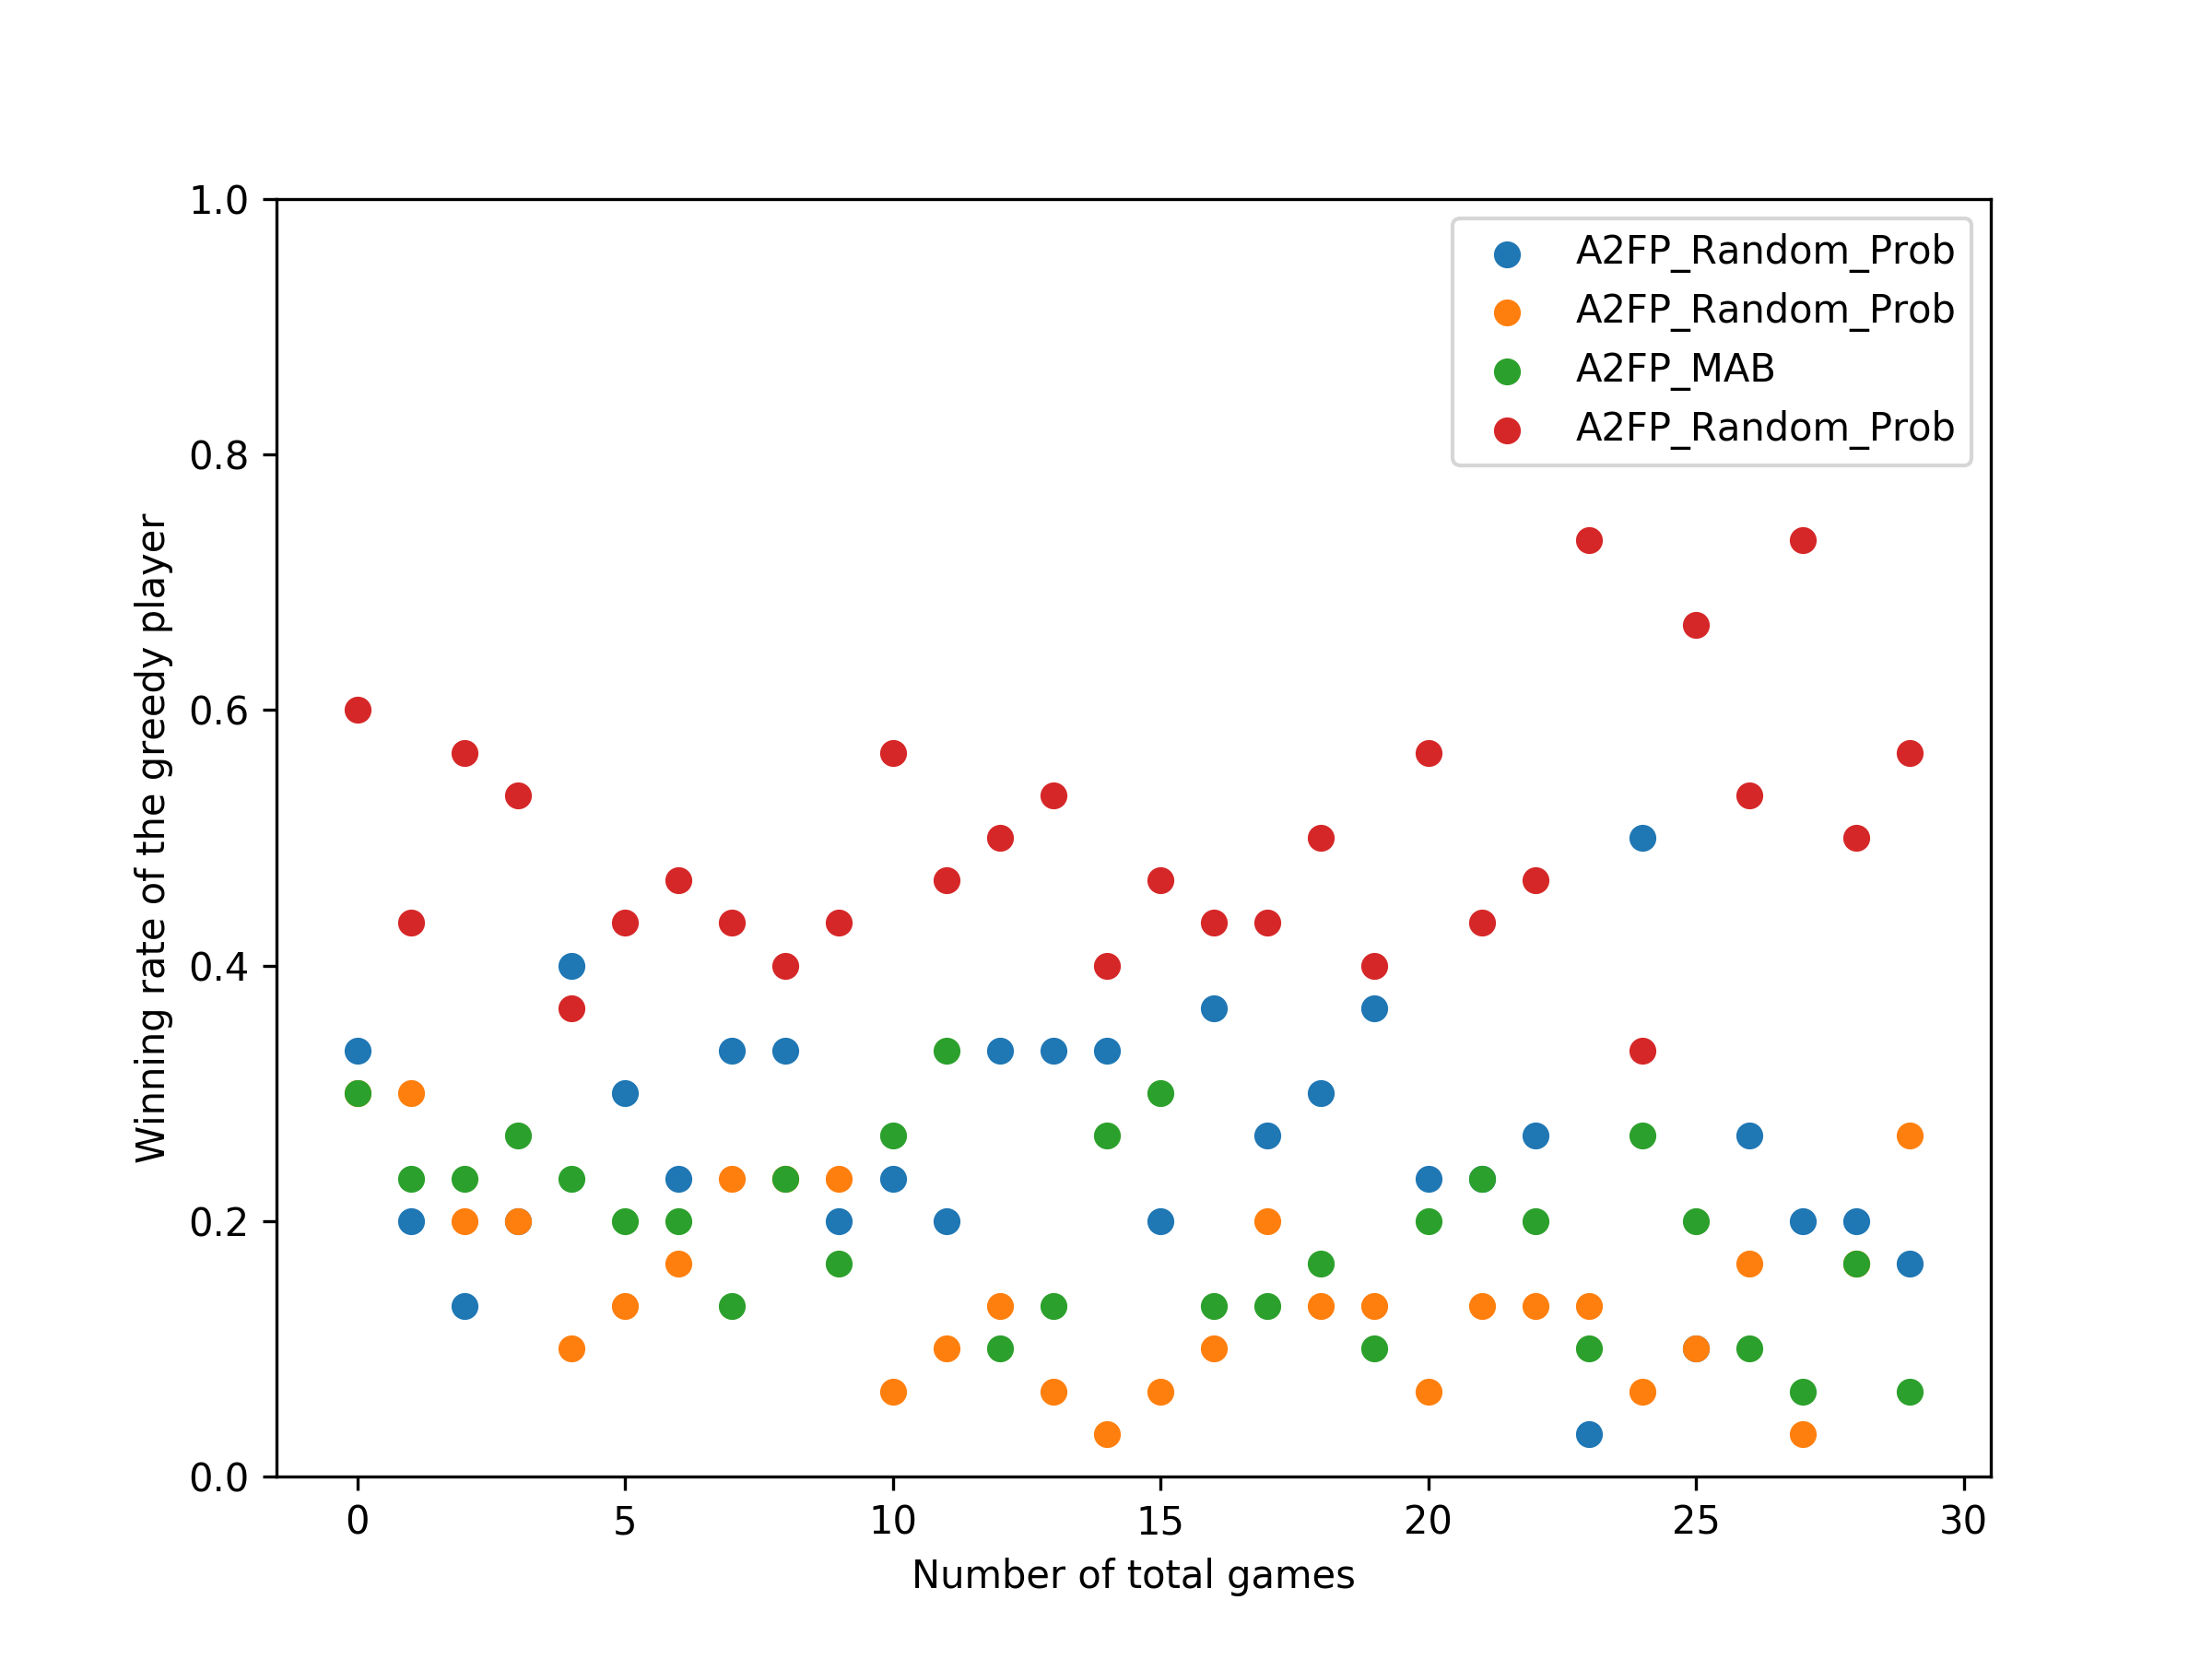 1.0
0.8
0.6
0.4
0.2
0.0
Winning rate of the greedy player
A2FP_Random_Prob
A2FP_Random_Prob
A2FP_MAB
A2FP_Random_Prob
0 5 10 15 20 25 30
Number of total games